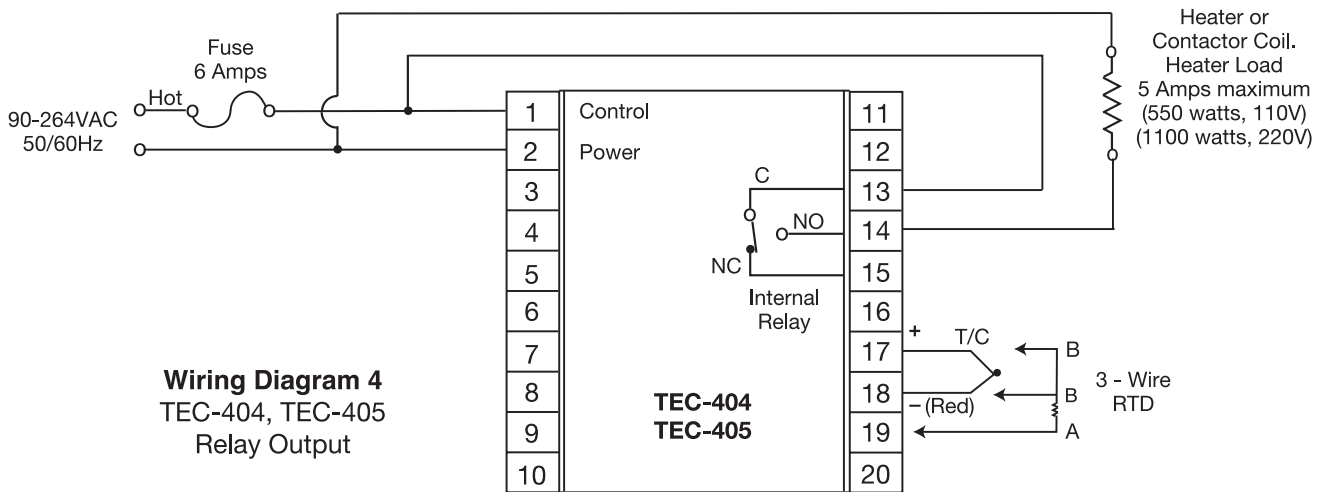 Fuse
6 Amps
Hot
90-264VAC
50/60Hz
Heater or
Contactor Coil.
Heater Load
5 Amps maximum
(550 watts, 110V)
(1100 watts, 220V)
1 Control
2 Power
3
4
5
6
7
8
9
10
11
12
13
14
15
16
17
18
19
20
C
NO
NC
Internal
Relay
+
T/C
– (Red)
B
B
A
3 - Wire
RTD
TEC-404
TEC-405
Wiring Diagram 4
TEC-404, TEC-405
Relay Output